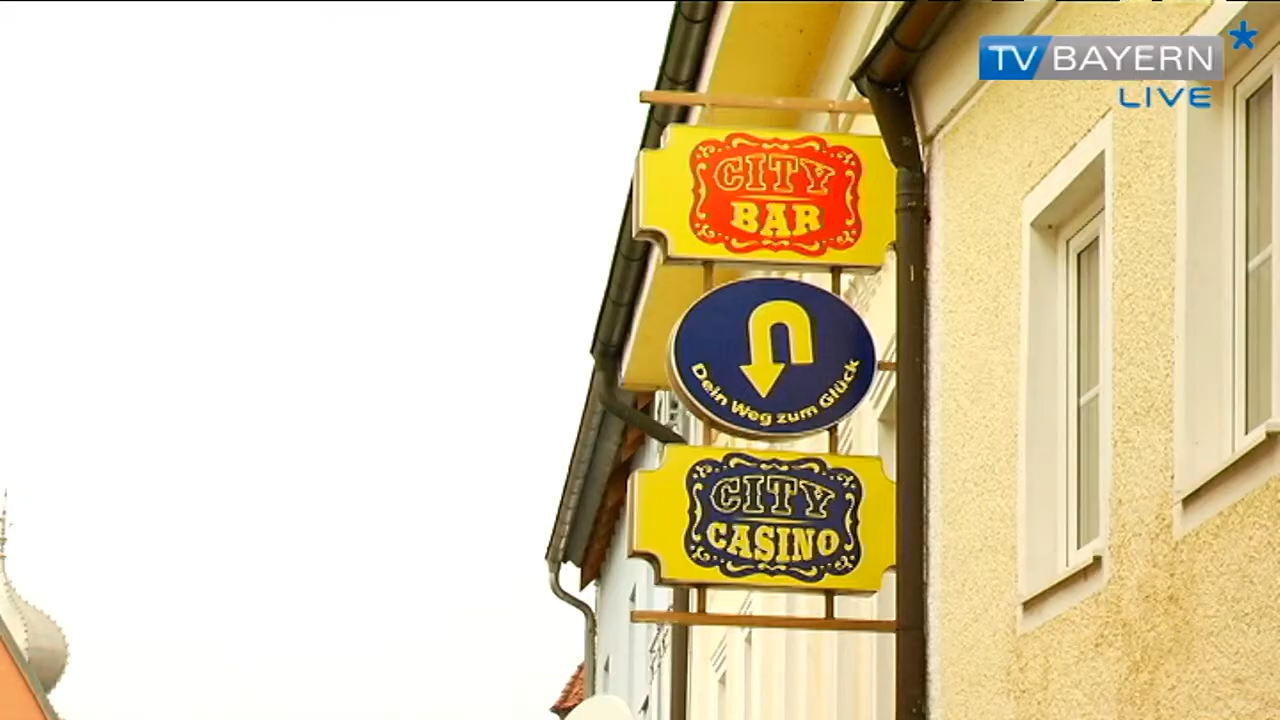 TV BAYERN
LIVE
CITY
BAR
Dein Weg zum Glück
CITY
CASINO